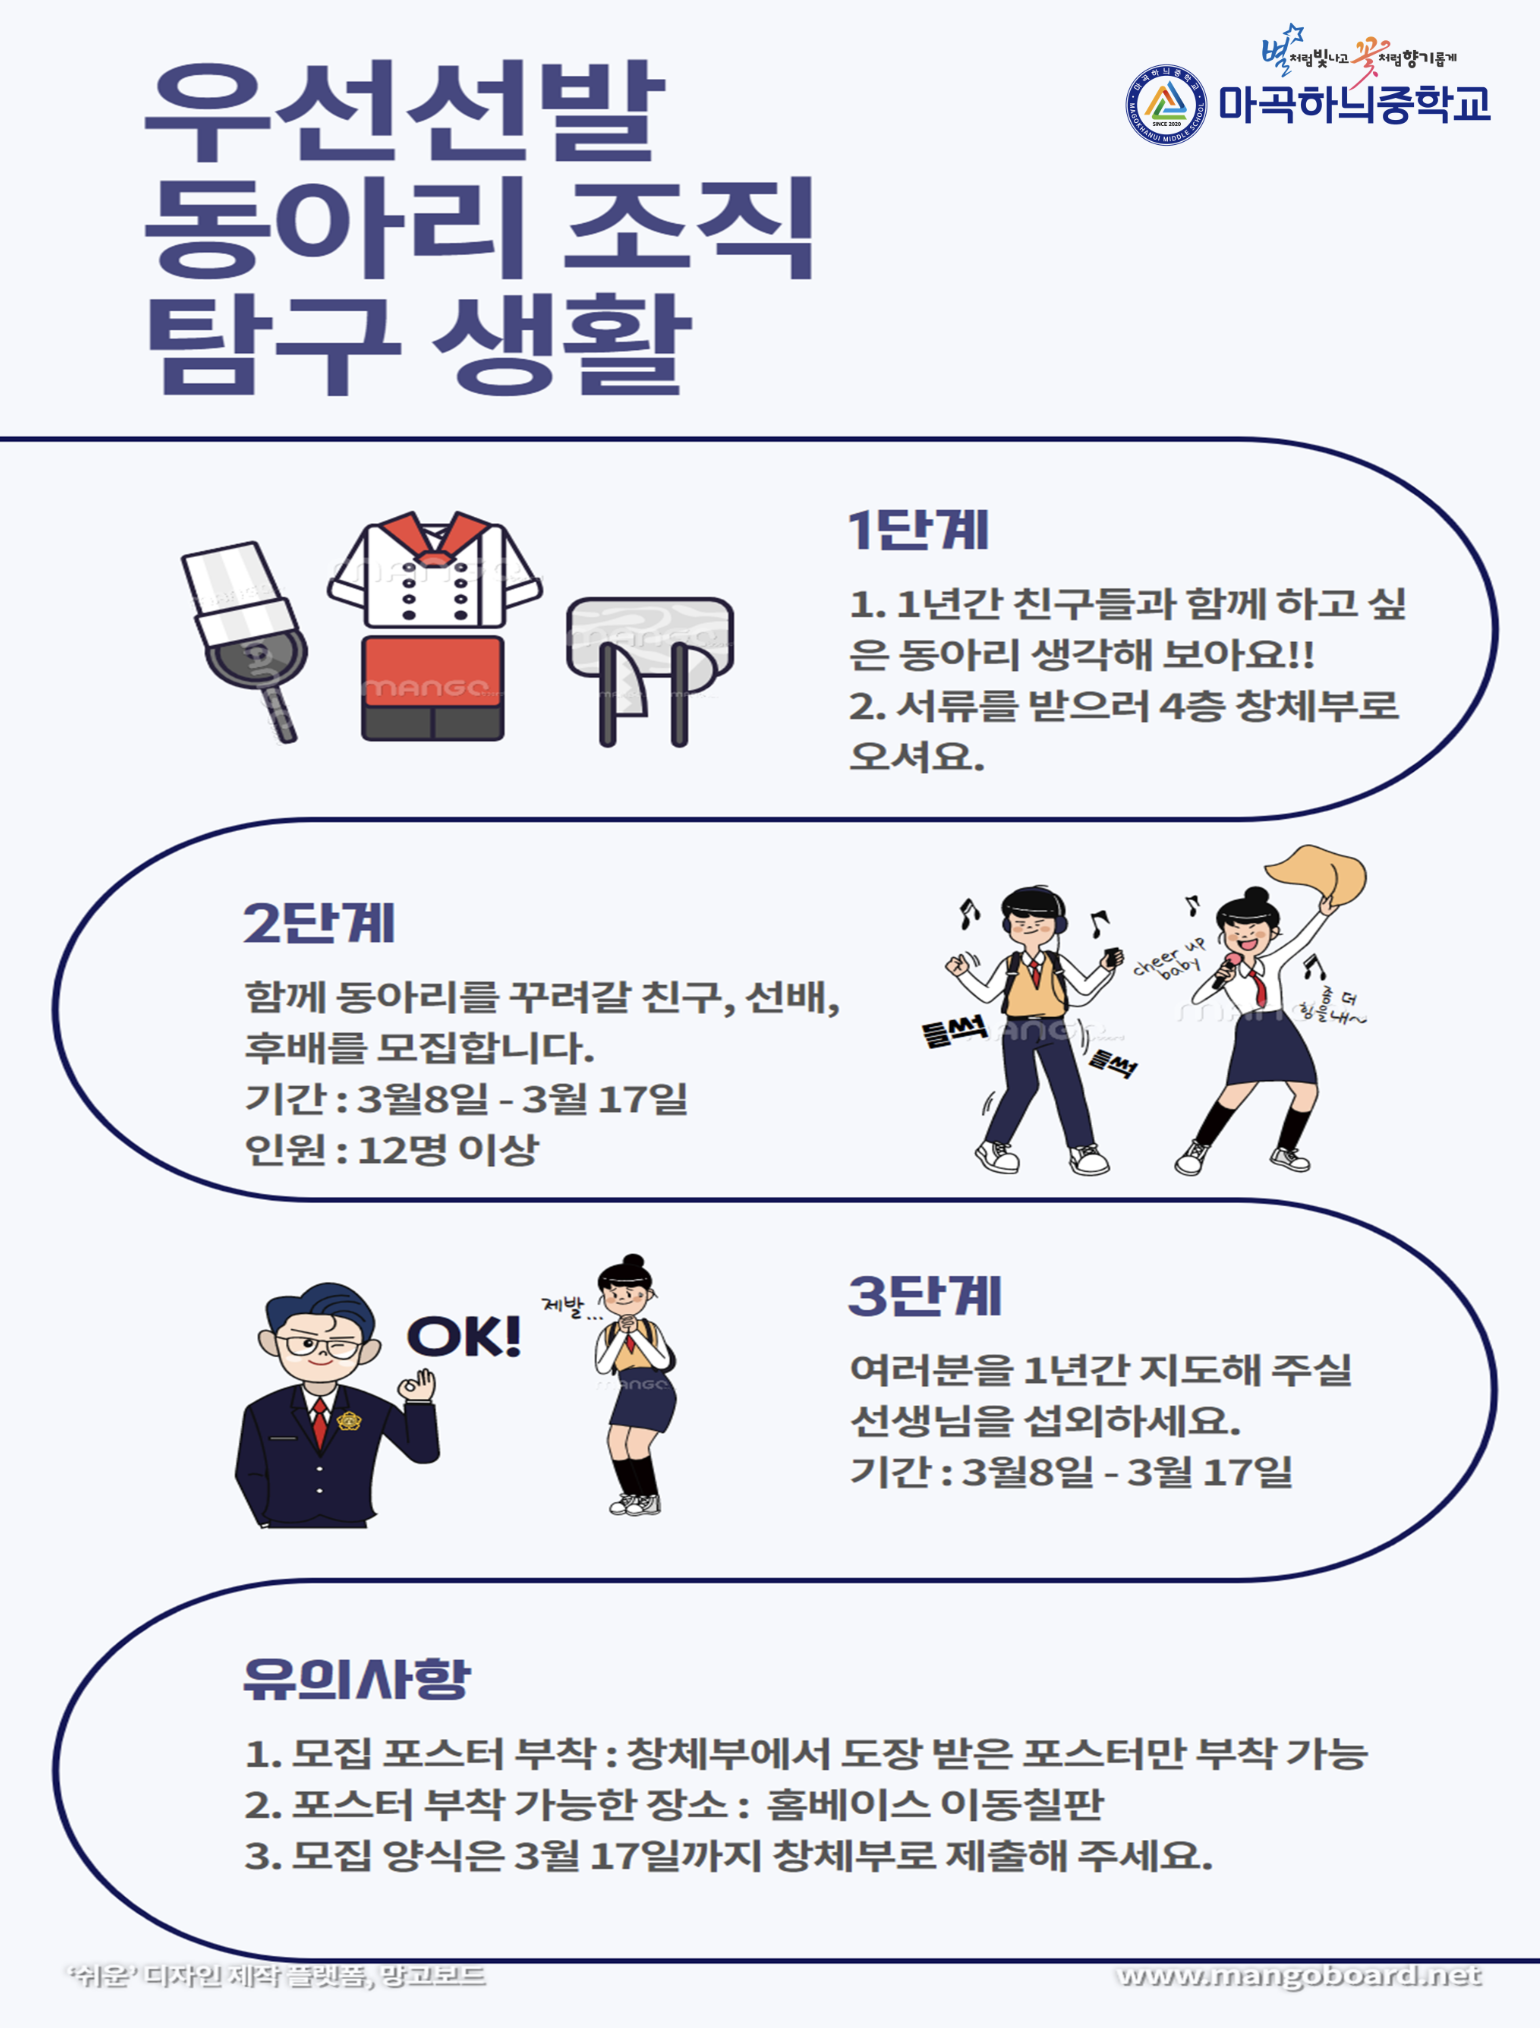 우선선발
동아리 조직
탐구 생활
별처럼 빛나고 꽃처럼 향기롭게
마곡하늬중학교
마곡하늬중학교
MAGOKHANUI MIDDLE SCHOOL
SINCE 2020
1단계
1. 1년간 친구들과 함께 하고 싶
은 동아리 생각해 보아요!!
2. 서류를 받으러 4층 창체부로
오셔요.
2단계
함께 동아리를 꾸려갈 친구, 선배,
후배를 모집합니다.
기간 : 3월8일 - 3월 17일
인원 : 12명 이상
cheer up
baby
좀 더
힘을 내~
들썩
들썩
OK!
제발...
3단계
여러분을 1년간 지도해 주실
선생님을 섭외하세요.
기간 : 3월8일 - 3월 17일
유의사항
1. 모집 포스터 부착 : 창체부에서 도장 받은 포스터만 부착 가능
2. 포스터 부착 가능한 장소 : 홈베이스 이동칠판
3. 모집 양식은 3월 17일까지 창체부로 제출해 주세요.
‘쉬운’ 디자인 제작 플랫폼, 망고보드
www.mangoboard.net